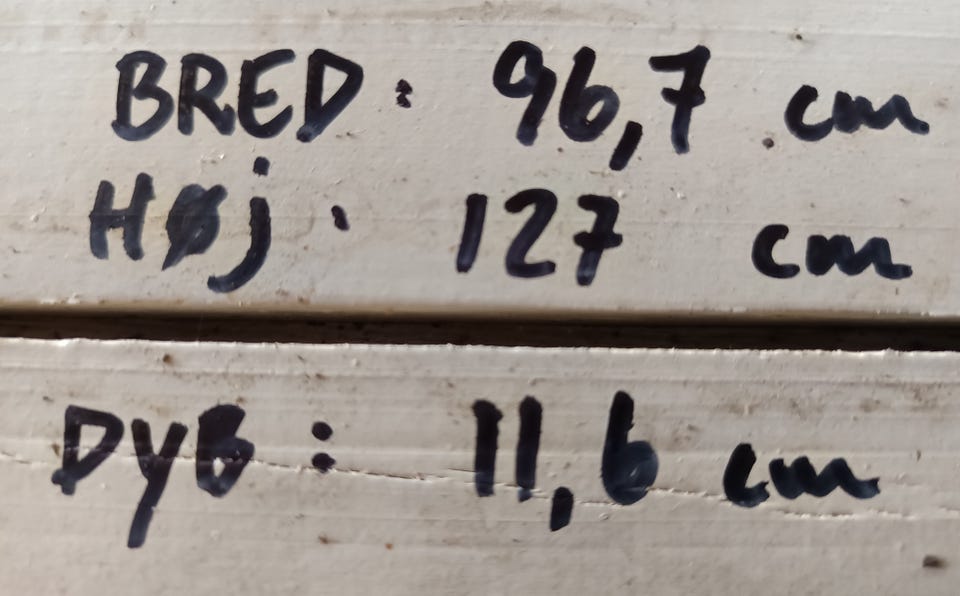 BRED: 96,7 cm
Høj: 127 cm
DYB: 11,6 cm